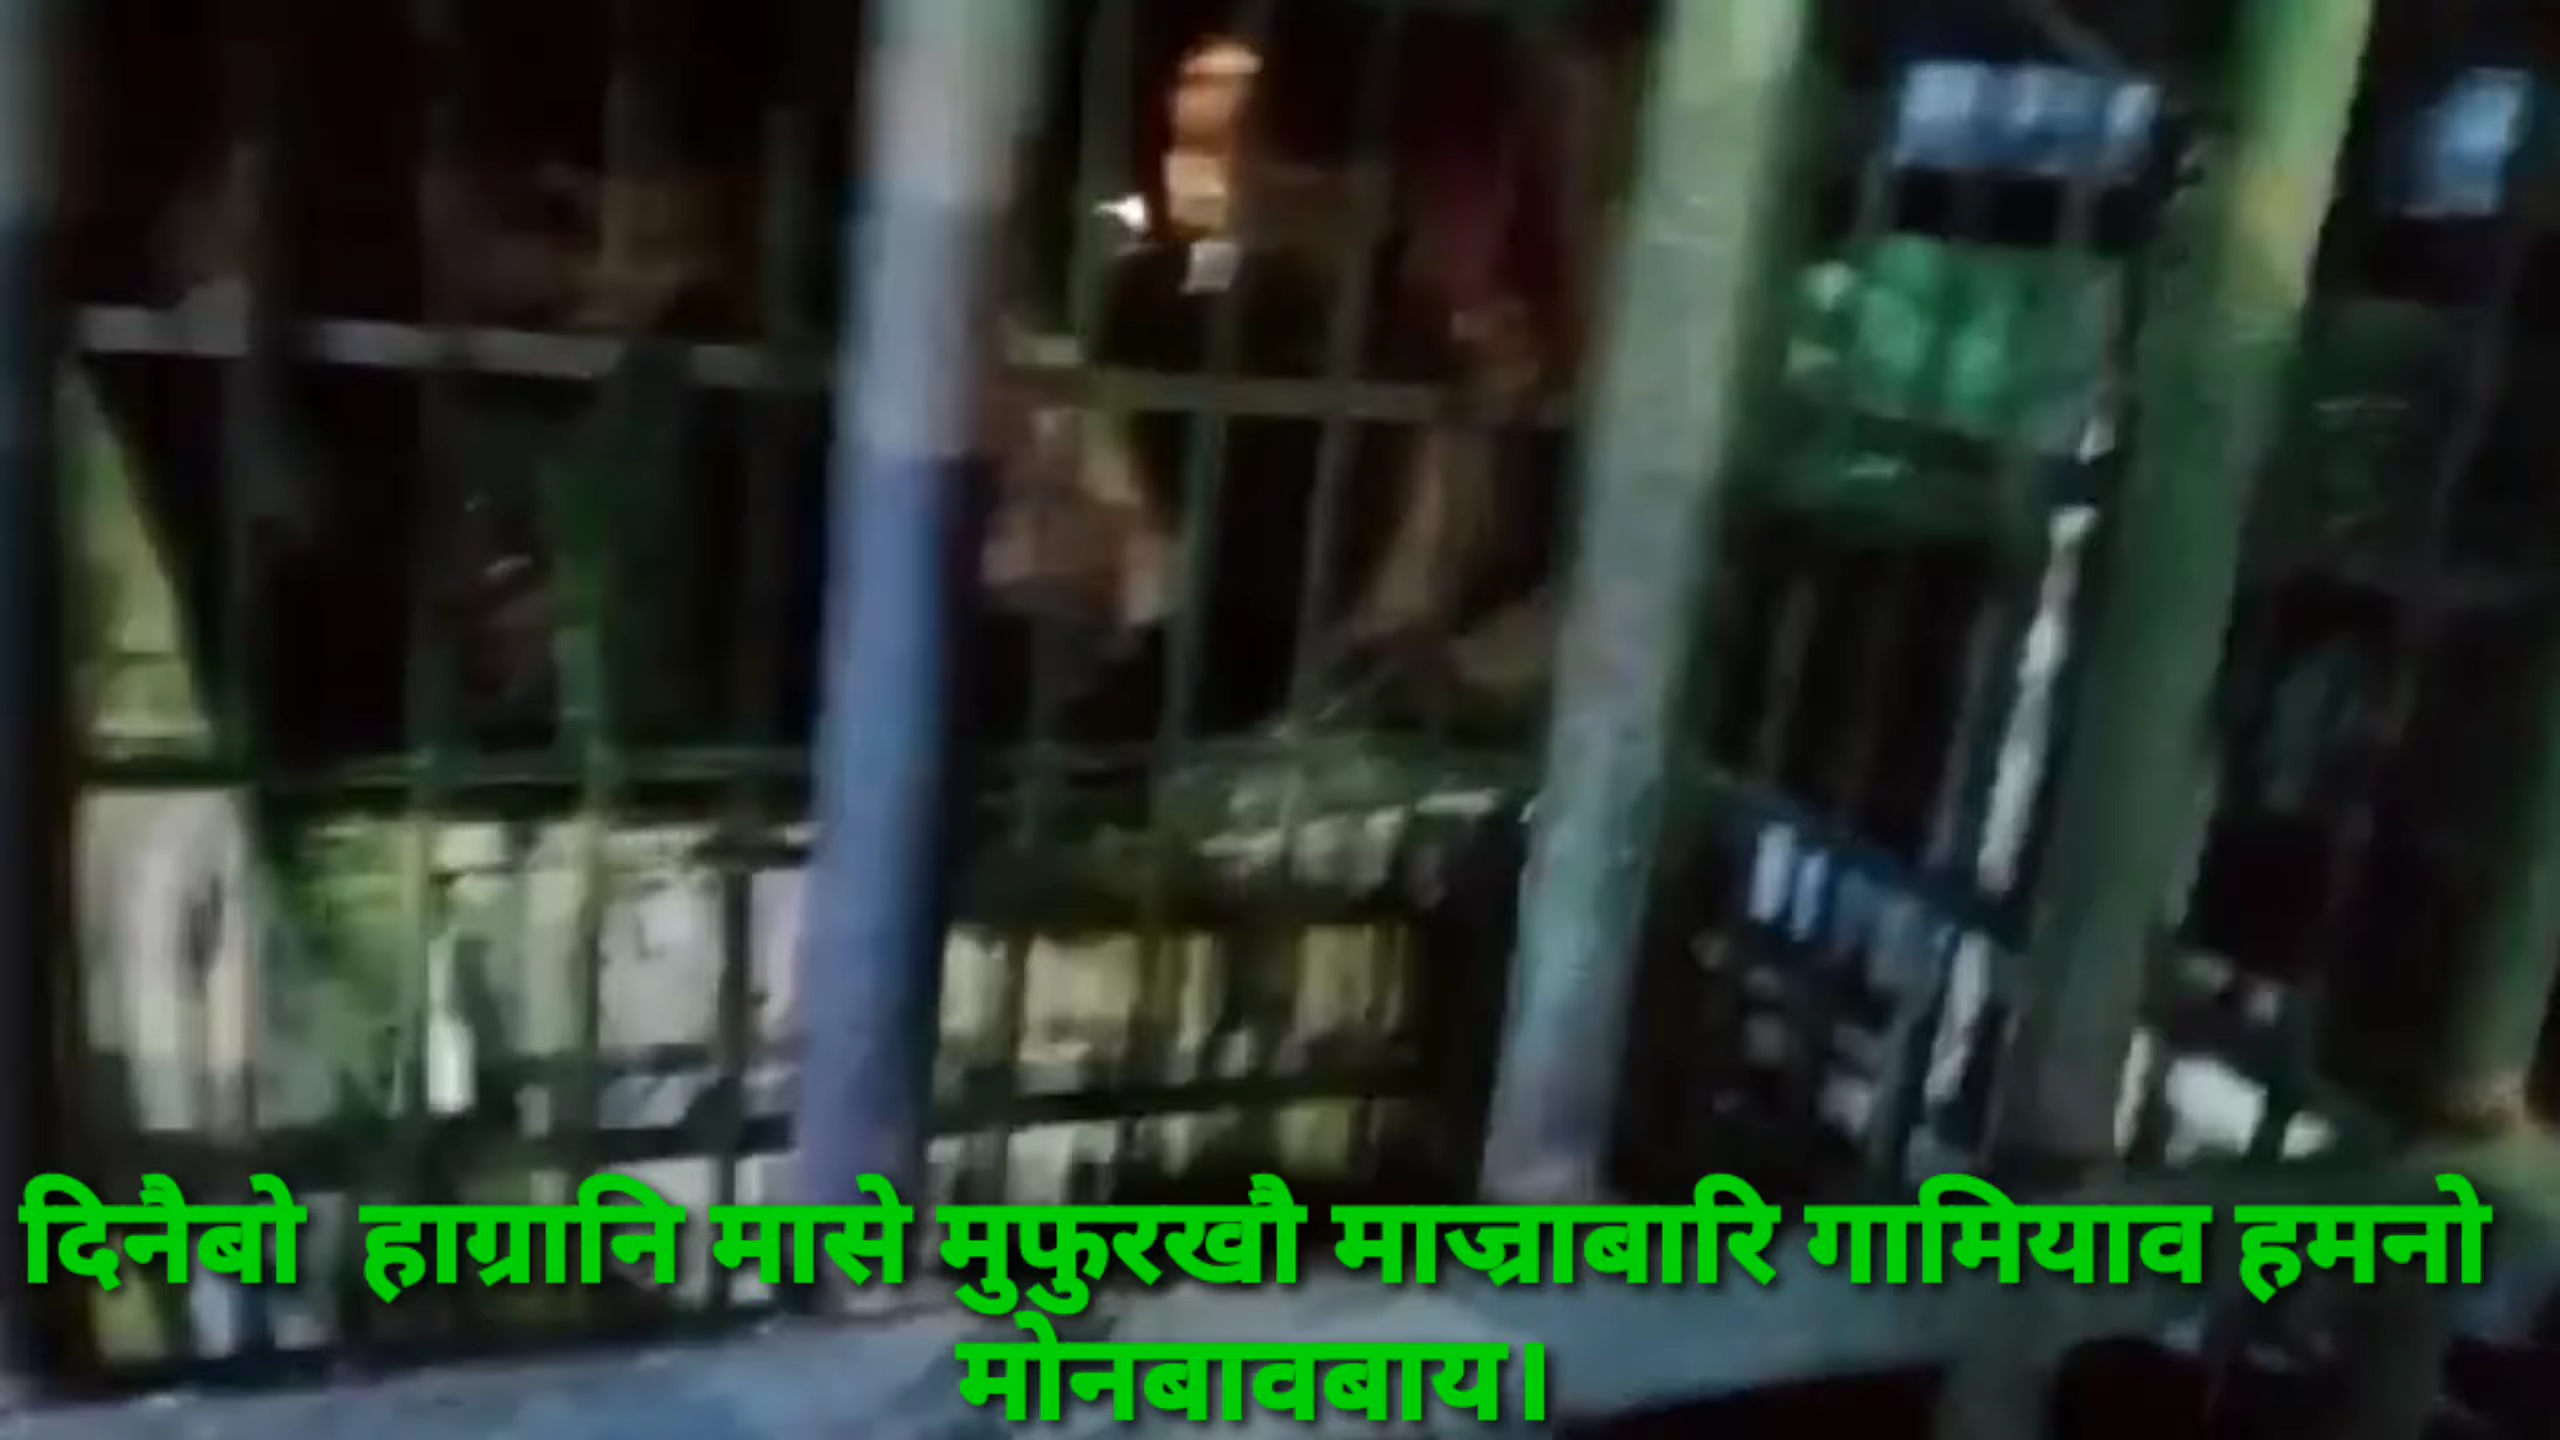 दिनैबो हाग्रानि मासे मुफुरखौ माज्राबारि गामियाव हमनो
मोनबावबाय।